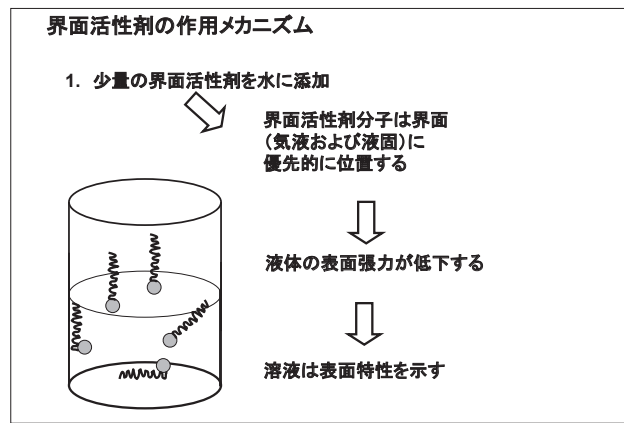 界面活性剤の作用メカニズム
1. 少量の界面活性剤を水に添加
界面活性剤分子は界面
（気液および液固）に
優先的に位置する
液体の表面張力が低下する
溶液は表面特性を示す